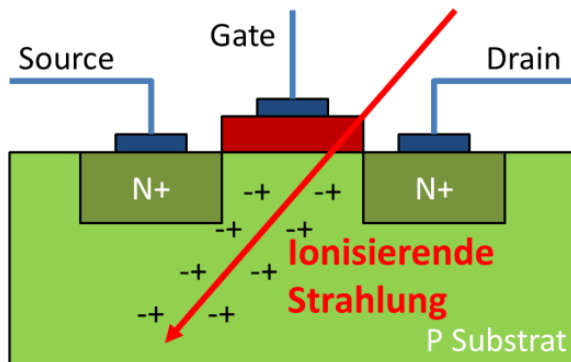 Gate
Source
Drain
N+
N+
-+ -+
-+ -+
-+ -+
-+ -+
Ionisierende
Strahlung
P Substrat